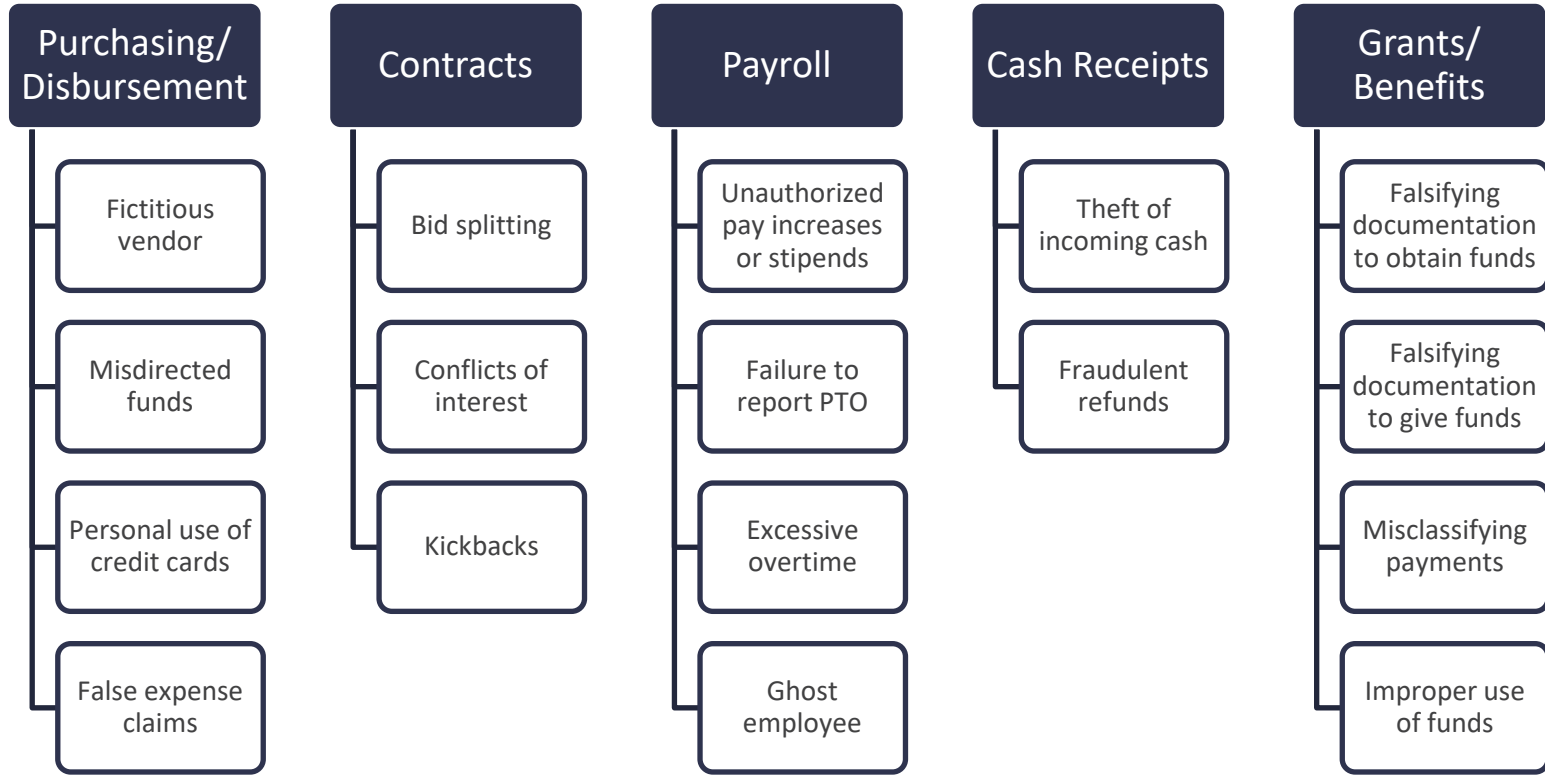 Purchasing/
Disbursement
Fictitious
vendor
Misdirected
funds
Personal use of
credit cards
False expense
claims
Contracts
Bid splitting
Conflicts of
interest
Kickbacks
Payroll
Unauthorized
pay increases
or stipends
Failure to
report PTO
Excessive
overtime
Ghost
employee
Cash Receipts
Theft of
incoming cash
Fraudulent
refunds
Grants/
Benefits
Falsifying
documentation
to obtain funds
Falsifying
documentation
to give funds
Misclassifying
payments
Improper use
of funds